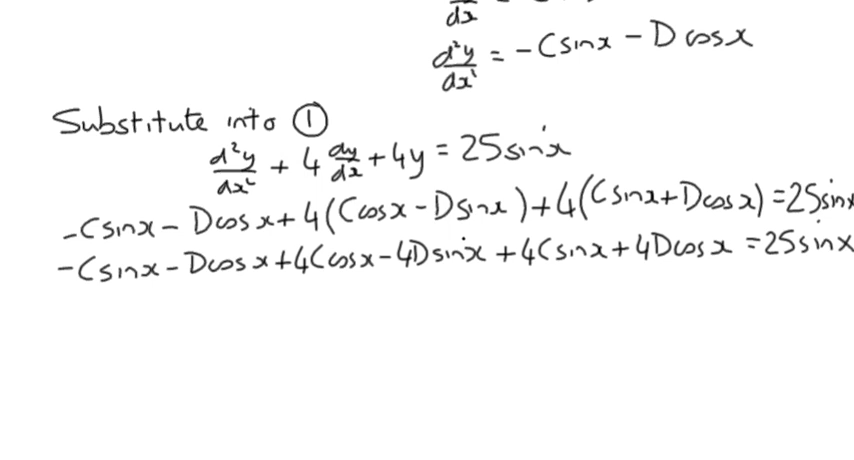 dx
d²y/dx² = -Csinx - Dcosx
Substitute into ①
d²y/dx² + 4 dy/dx + 4y = 25sinx
-Csinx - Dcosx + 4(Ccosx - Dsinx) + 4(Csinx + Dcosx) = 25sinx
-Csinx - Dcosx + 4Ccosx - 4Dsinx + 4Csinx + 4Dcosx = 25sinx